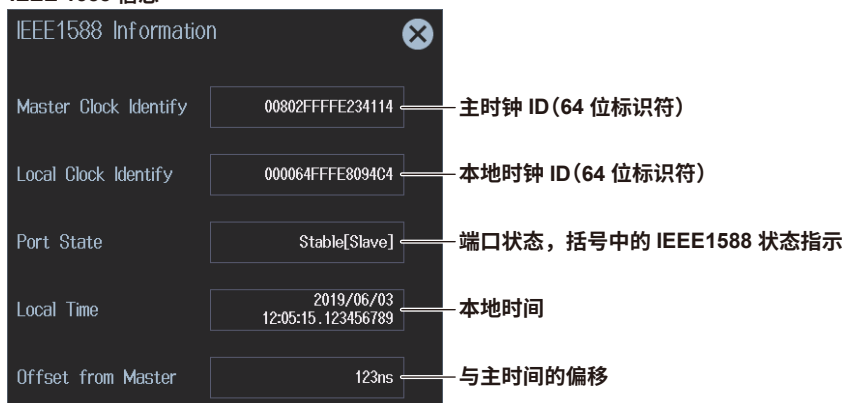 IEEE1588 Information
Master Clock Identify 00802FFFFE234114 主时钟 ID(64 位标识符)
Local Clock Identify 000064FFFE8094C4 本地时钟 ID(64 位标识符)
Port State Stable[Slave] 端口状态，括号中的 IEEE1588 状态指示
2019/06/03
Local Time 12:05:15.123456789 本地时间
Offset from Master 123ns 与主时间的偏移